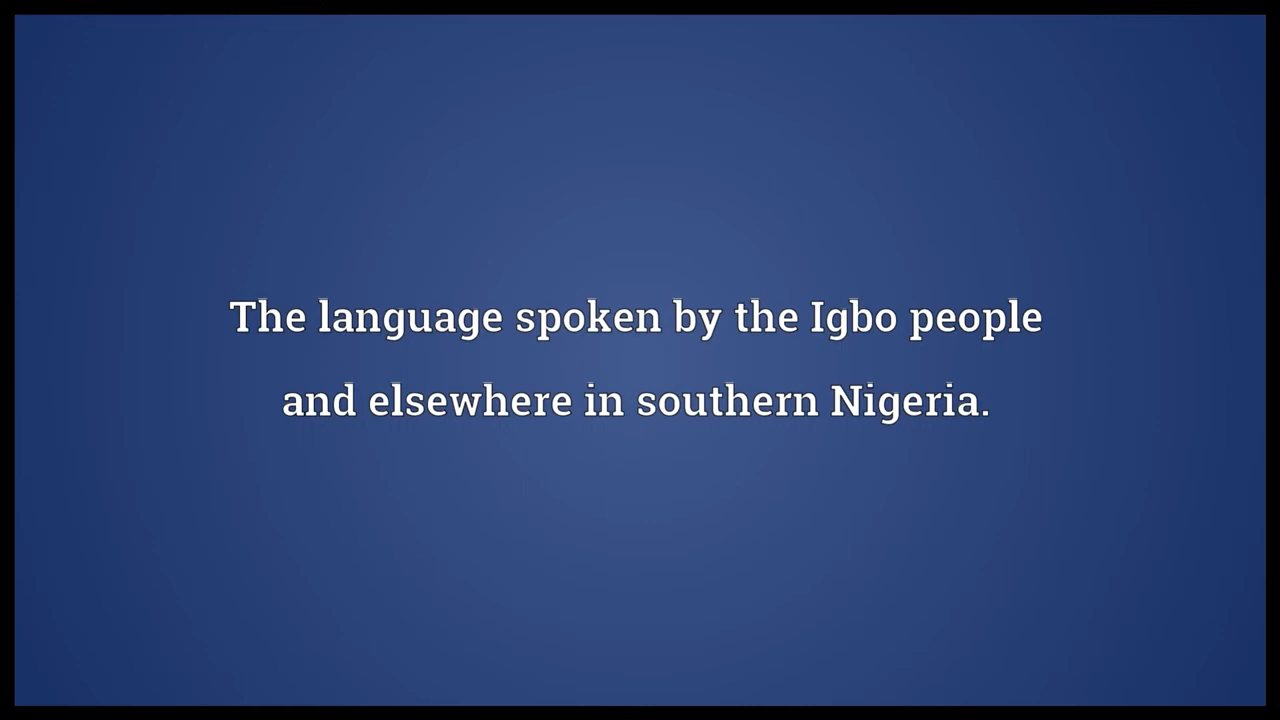 The language spoken by the Igbo people
and elsewhere in southern Nigeria.